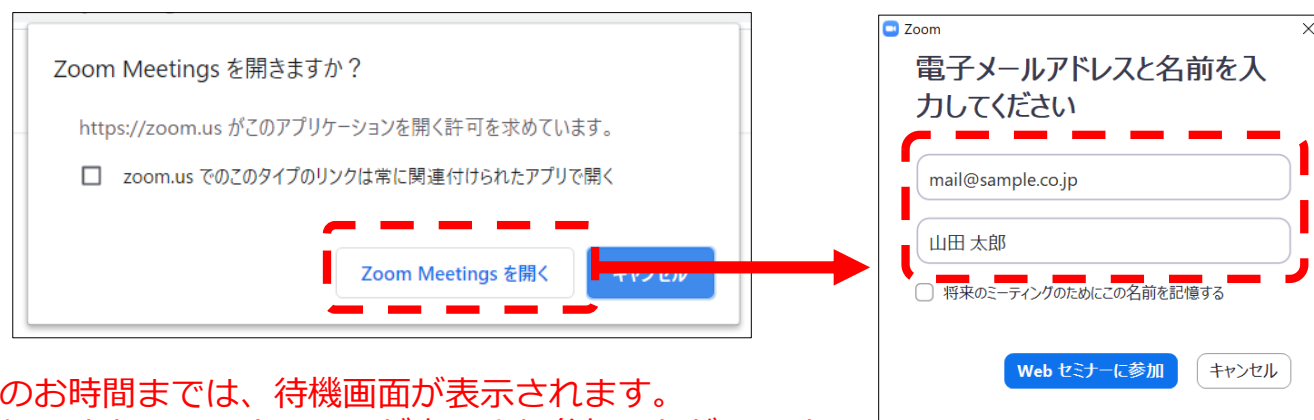 Zoom Meetings を開きますか？
https://zoom.us がこのアプリケーションを開く許可を求めています。
zoom.us でのこのタイプのリンクは常に関連付けられたアプリで開く
Zoom Meetings を開く
キャンセル
Zoom
電子メールアドレスと名前を入
力してください
mail@sample.co.jp
山田 太郎
将来のミーティングのためにこの名前を記憶する
Web セミナーに参加
キャンセル
のお時間までは、待機画面が表示されます。